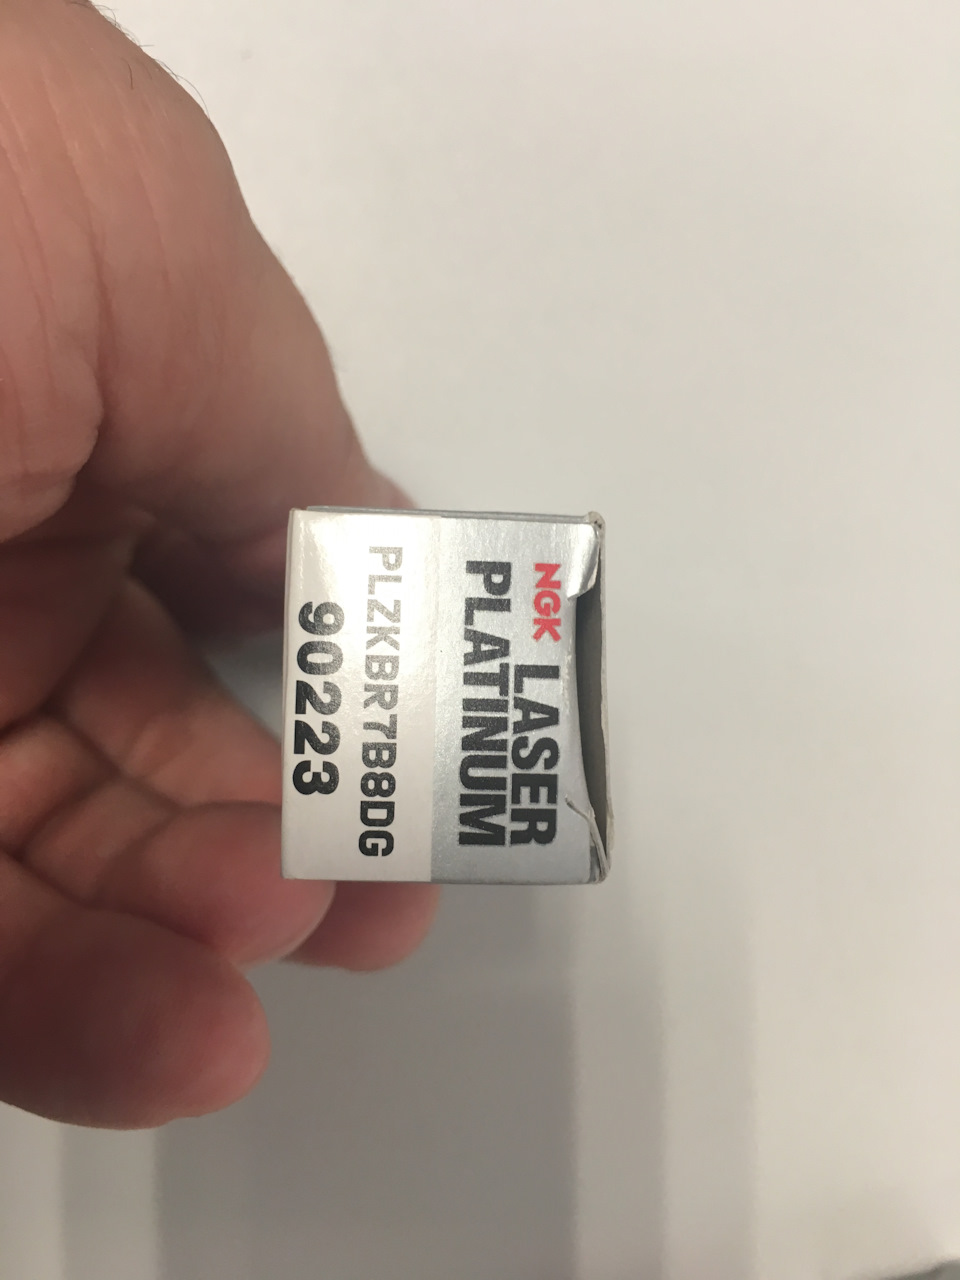 NGK LASER
PLATINUM
PLZKBR7B8DG
90223